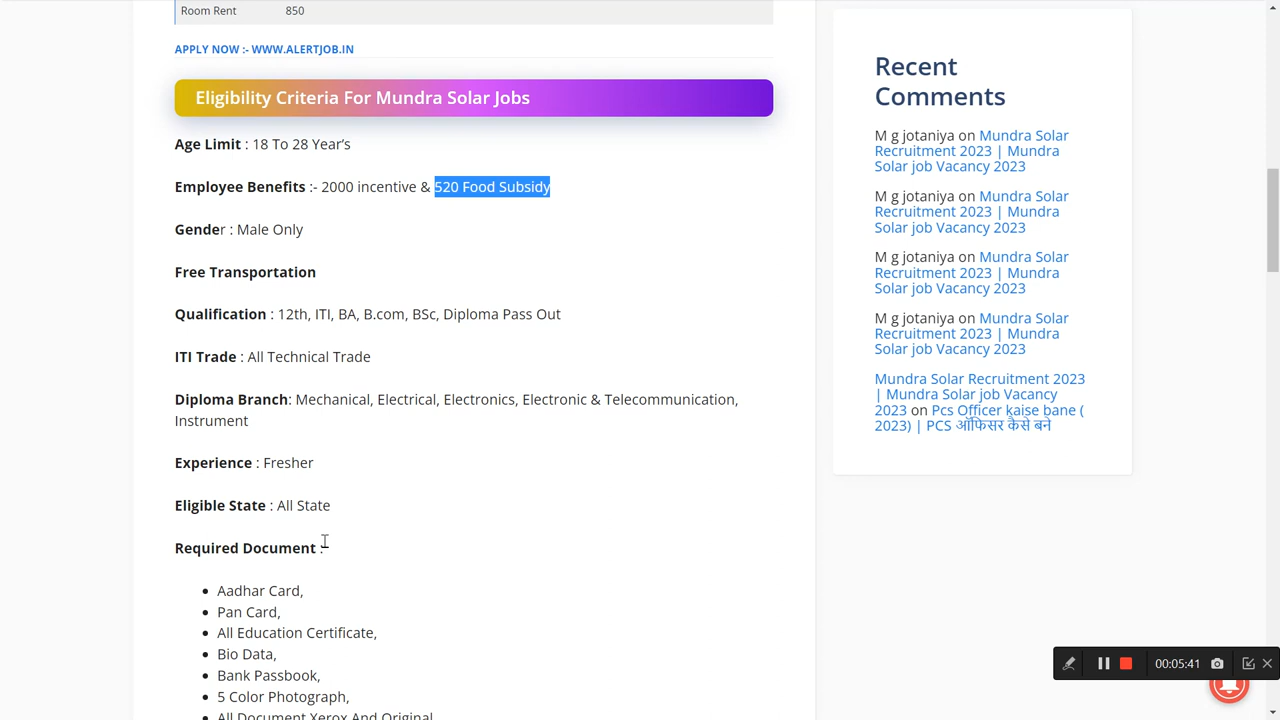 Room Rent 850
APPLY NOW :- WWW.ALERTJOB.IN
Eligibility Criteria For Mundra Solar Jobs
Age Limit : 18 To 28 Year's
Employee Benefits :- 2000 incentive & 520 Food Subsidy
Gender : Male Only
Free Transportation
Qualification : 12th, ITI, BA, B.com, BSc, Diploma Pass Out
ITI Trade : All Technical Trade
Diploma Branch: Mechanical, Electrical, Electronics, Electronic & Telecommunication,
Instrument
Experience : Fresher
Eligible State : All State
Required Document :
Aadhar Card,
Pan Card,
All Education Certificate,
Bio Data,
Bank Passbook,
5 Color Photograph,
All Document Xerox And Original
Recent
Comments
M g jotaniya on Mundra Solar
Recruitment 2023 | Mundra
Solar job Vacancy 2023
M g jotaniya on Mundra Solar
Recruitment 2023 | Mundra
Solar job Vacancy 2023
M g jotaniya on Mundra Solar
Recruitment 2023 | Mundra
Solar job Vacancy 2023
M g jotaniya on Mundra Solar
Recruitment 2023 | Mundra
Solar job Vacancy 2023
Mundra Solar Recruitment 2023
| Mundra Solar job Vacancy
2023 on Pcs Officer kaise bane (
2023) | PCS ऑफिसर कैसे बने
00:05:41